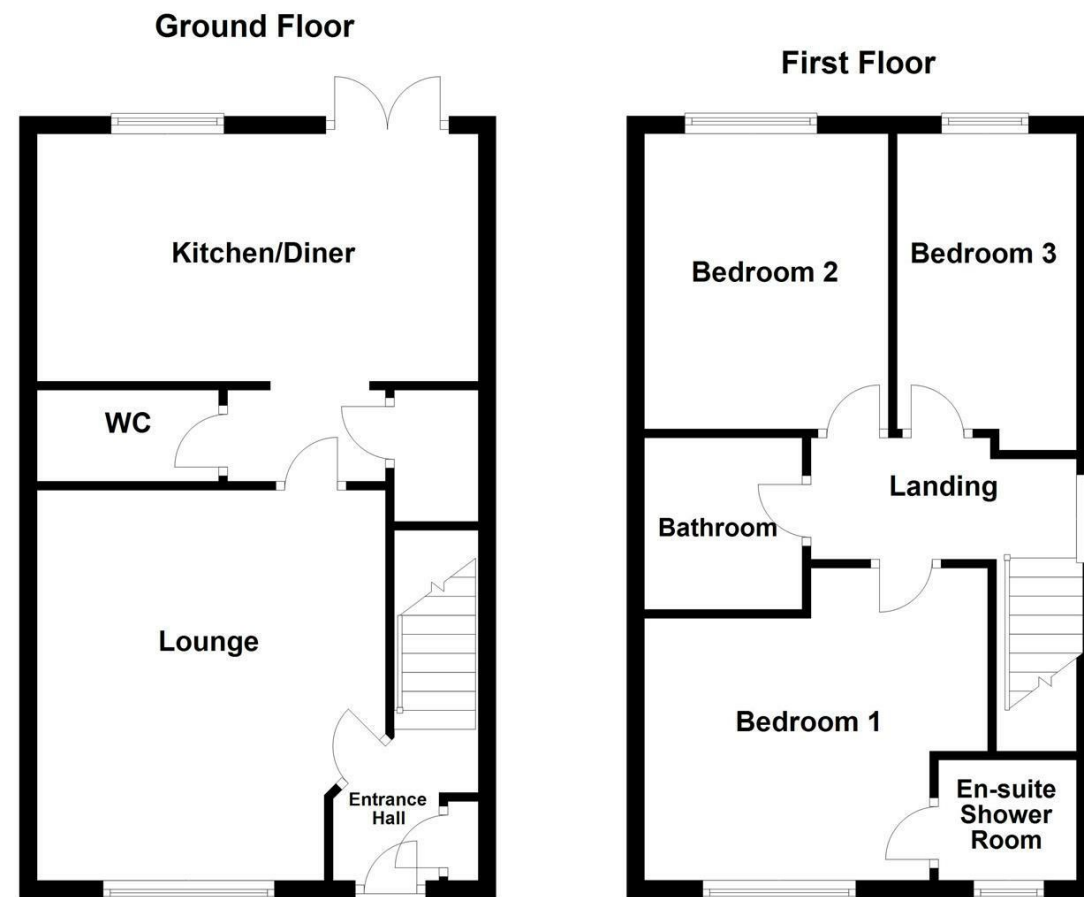 Ground Floor
Kitchen/Diner
WC
Lounge
Entrance
Hall
First Floor
Bedroom 2
Bedroom 3
Landing
Bathroom
Bedroom 1
En-suite
Shower
Room